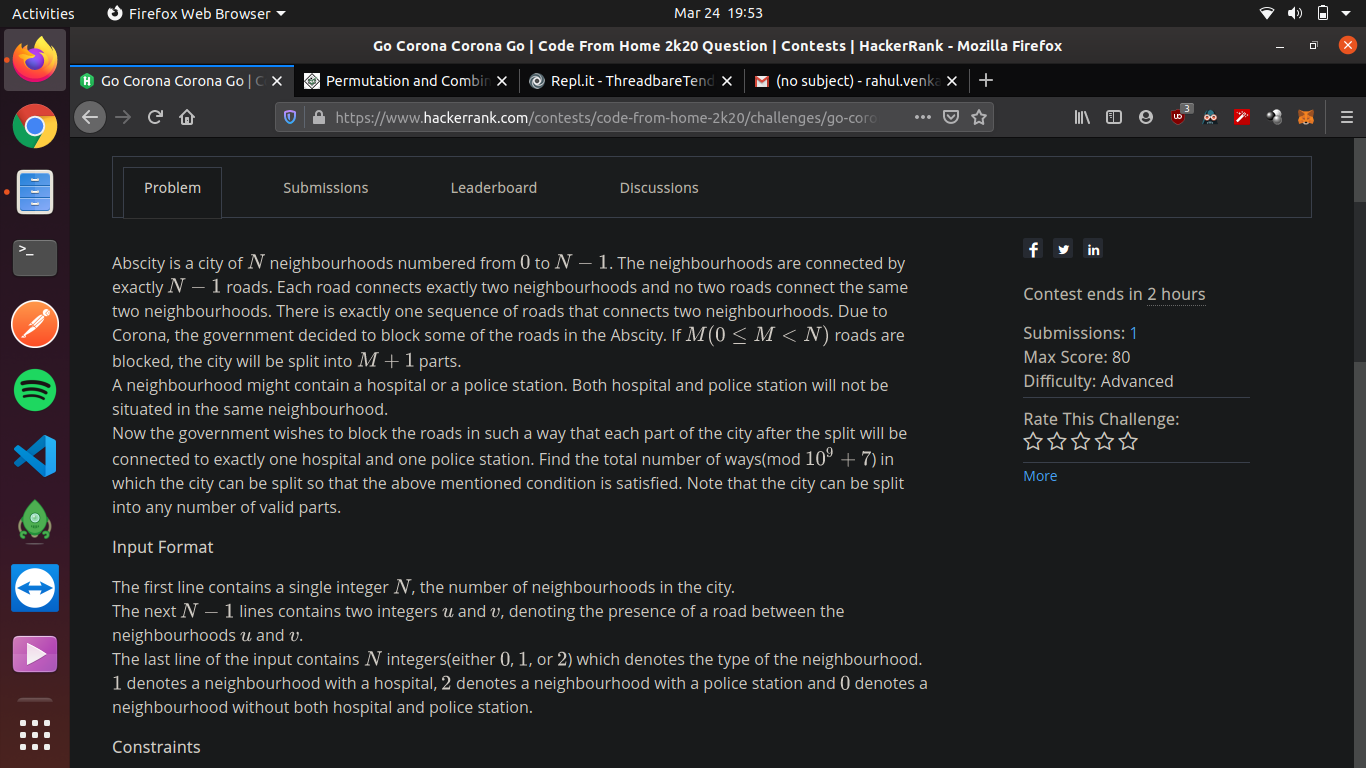 Activities Firefox Web Browser Mar 24 19:53
Go Corona Corona Go | Code From Home 2k20 Question | Contests | HackerRank - Mozilla Firefox
Go Corona Corona Go | C Permutation and Combin Repl.it - ThreadbareTend (no subject) - rahul.venka
https://www.hackerrank.com/contests/code-from-home-2k20/challenges/go-coro 3
Problem Submissions Leaderboard Discussions
Abscity is a city of N neighbourhoods numbered from 0 to N − 1. The neighbourhoods are connected by
exactly N − 1 roads. Each road connects exactly two neighbourhoods and no two roads connect the same
two neighbourhoods. There is exactly one sequence of roads that connects two neighbourhoods. Due to
Corona, the government decided to block some of the roads in the Abscity. If M(0 ≤ M < N) roads are
blocked, the city will be split into M + 1 parts.
A neighbourhood might contain a hospital or a police station. Both hospital and police station will not be
situated in the same neighbourhood.
Now the government wishes to block the roads in such a way that each part of the city after the split will be
connected to exactly one hospital and one police station. Find the total number of ways(mod 10⁹ + 7) in
which the city can be split so that the above mentioned condition is satisfied. Note that the city can be split
into any number of valid parts.
Input Format
The first line contains a single integer N, the number of neighbourhoods in the city.
The next N − 1 lines contains two integers u and v, denoting the presence of a road between the
neighbourhoods u and v.
The last line of the input contains N integers(either 0, 1, or 2) which denotes the type of the neighbourhood.
1 denotes a neighbourhood with a hospital, 2 denotes a neighbourhood with a police station and 0 denotes a
neighbourhood without both hospital and police station.
Constraints
Contest ends in 2 hours
Submissions: 1
Max Score: 80
Difficulty: Advanced
Rate This Challenge:
More